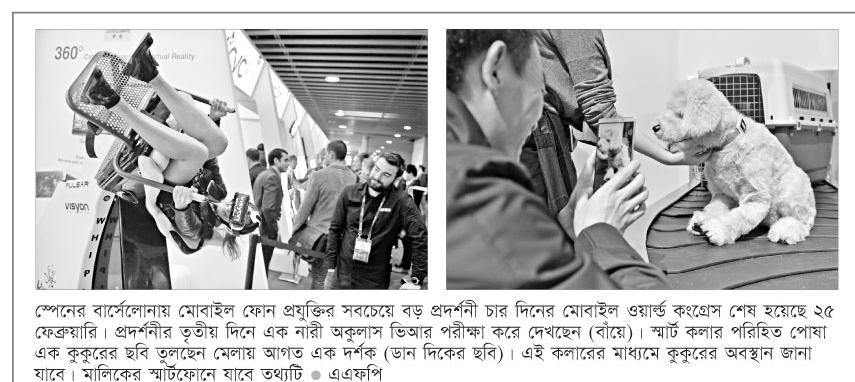 360°
Virtual Reality
PULSAR
VISYON
WHIP
স্পেনের বার্সেলোনায় মোবাইল ফোন প্রযুক্তির সবচেয়ে বড় প্রদর্শনী চার দিনের মোবাইল ওয়ার্ল্ড কংগ্রেস শেষ হয়েছে ২৫
ফেব্রুয়ারি। প্রদর্শনীর তৃতীয় দিনে এক নারী অকুলাস ভিআর পরীক্ষা করে দেখছেন (বাঁয়ে)। স্মার্ট কলার পরিহিত পোষা
এক কুকুরের ছবি তুলছেন মেলায় আগত এক দর্শক (ডান দিকের ছবি)। এই কলারের মাধ্যমে কুকুরের অবস্থান জানা
যাবে। মালিকের স্মার্টফোনে যাবে তথ্যটি ● এএফপি